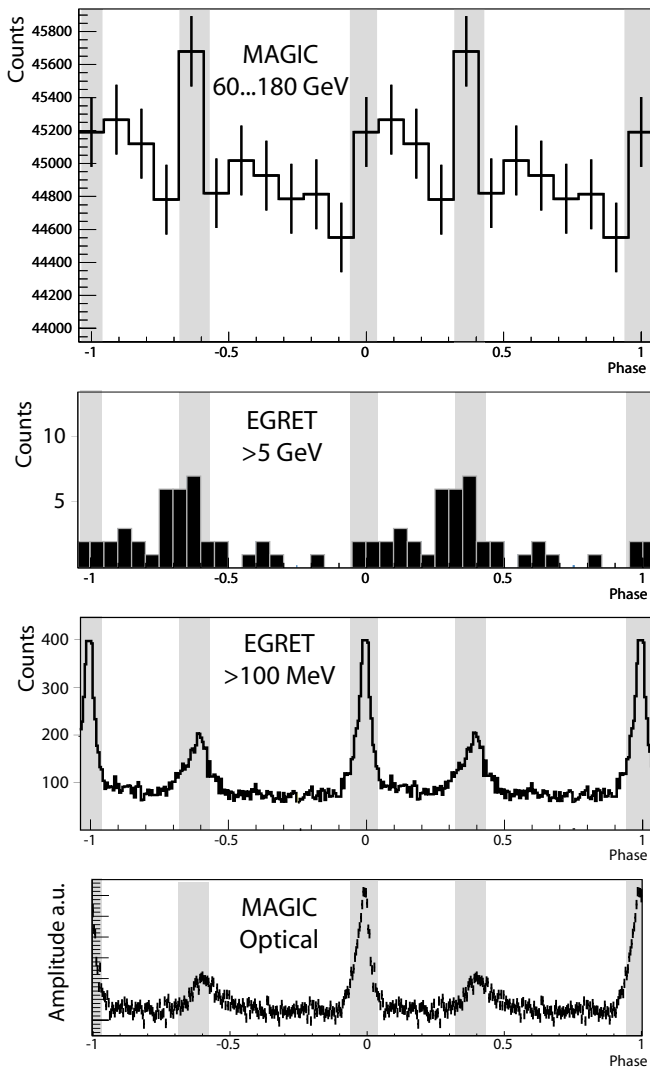 Counts
45800
45600
45400
45200
45000
44800
44600
44400
44200
44000
MAGIC
60...180 GeV
-1
-0.5
0
0.5
1
Phase
Counts
10
5
EGRET
>5 GeV
-1
-0.5
0
0.5
1
Phase
Counts
400
300
200
100
EGRET
>100 MeV
-1
-0.5
0
0.5
1
Phase
Amplitude a.u.
MAGIC
Optical
-1
-0.5
0
0.5
1
Phase